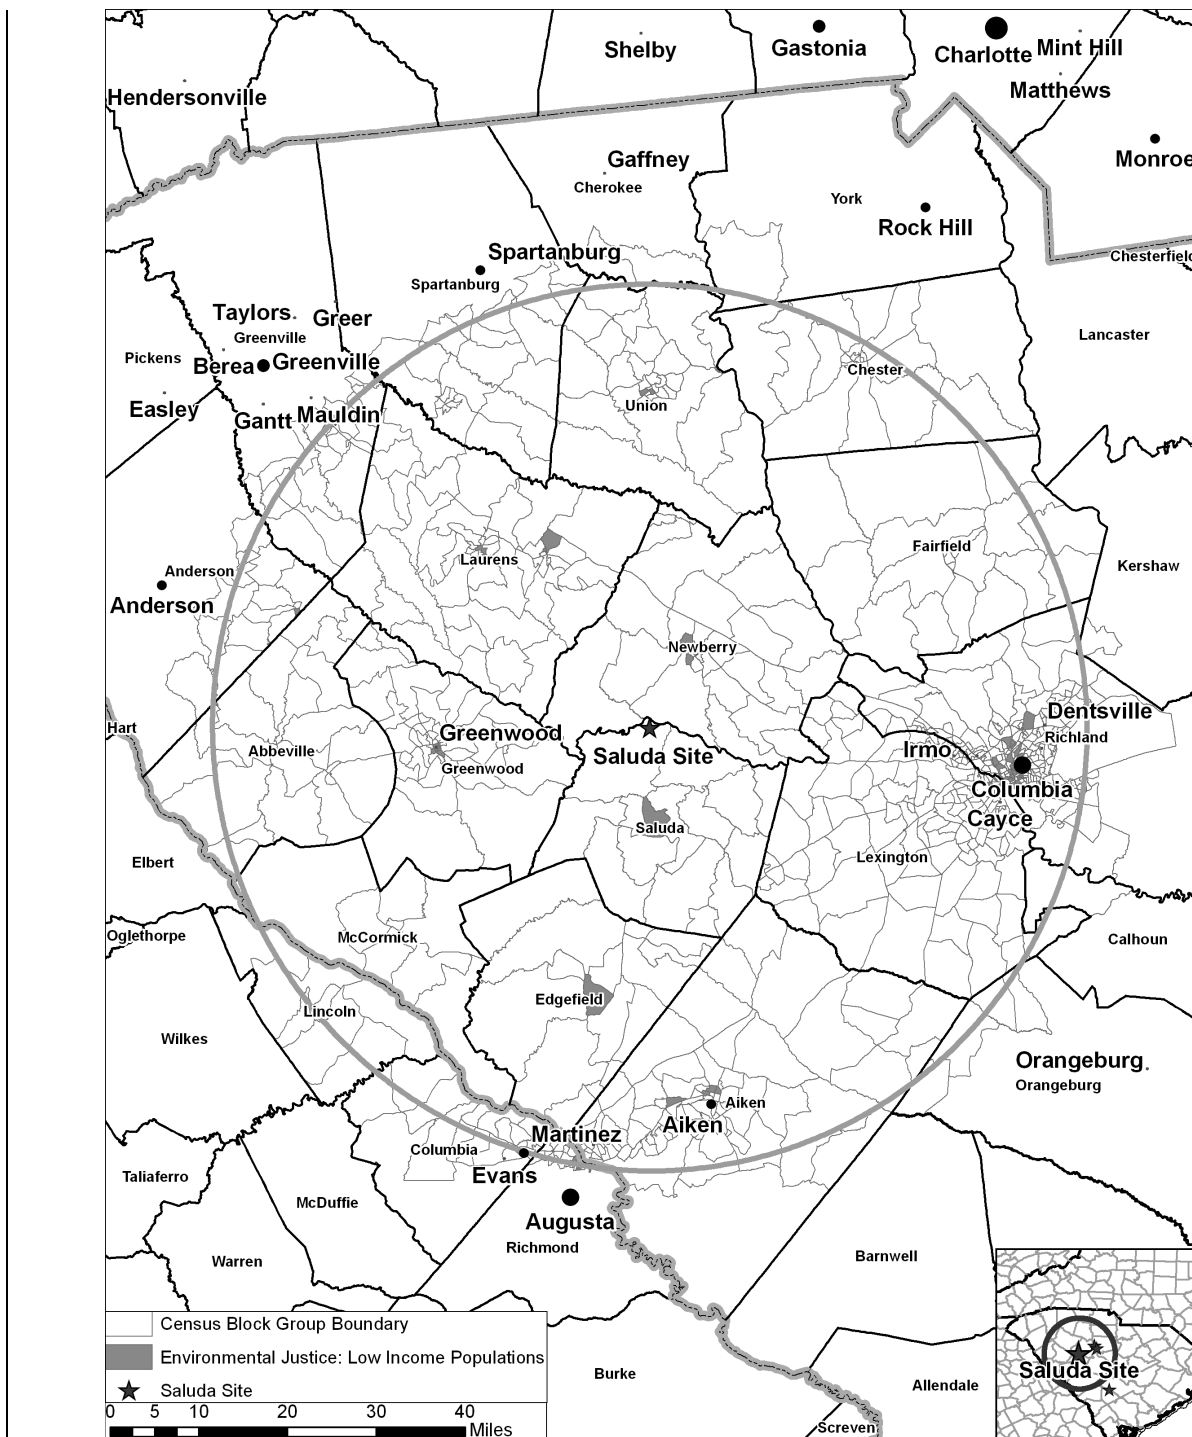 Shelby
Gastonia
Charlotte
Mint Hill
Matthews
Hendersonville
Monroe
Gaffney
Cherokee
York
Rock Hill
Chesterfield
Spartanburg
Spartanburg
Taylors
Greer
Greenville
Lancaster
Pickens
Berea
Greenville
Chester
Easley
Gantt
Mauldin
Union
Fairfield
Laurens
Kershaw
Anderson
Anderson
Newberry
Hart
Greenwood
Dentsville
Richland
Abbeville
Irmo
Saluda Site
Greenwood
Columbia
Cayce
Saluda
Elbert
Lexington
Oglethorpe
McCormick
Calhoun
Edgefield
Lincoln
Wilkes
Orangeburg
Orangeburg
Aiken
Aiken
Martinez
Columbia
Evans
Taliaferro
McDuffie
Augusta
Richmond
Warren
Barnwell
Burke
Allendale
Screven
Saluda Site
Census Block Group Boundary
Environmental Justice: Low Income Populations
Saluda Site
0 5 10 20 30 40
Miles